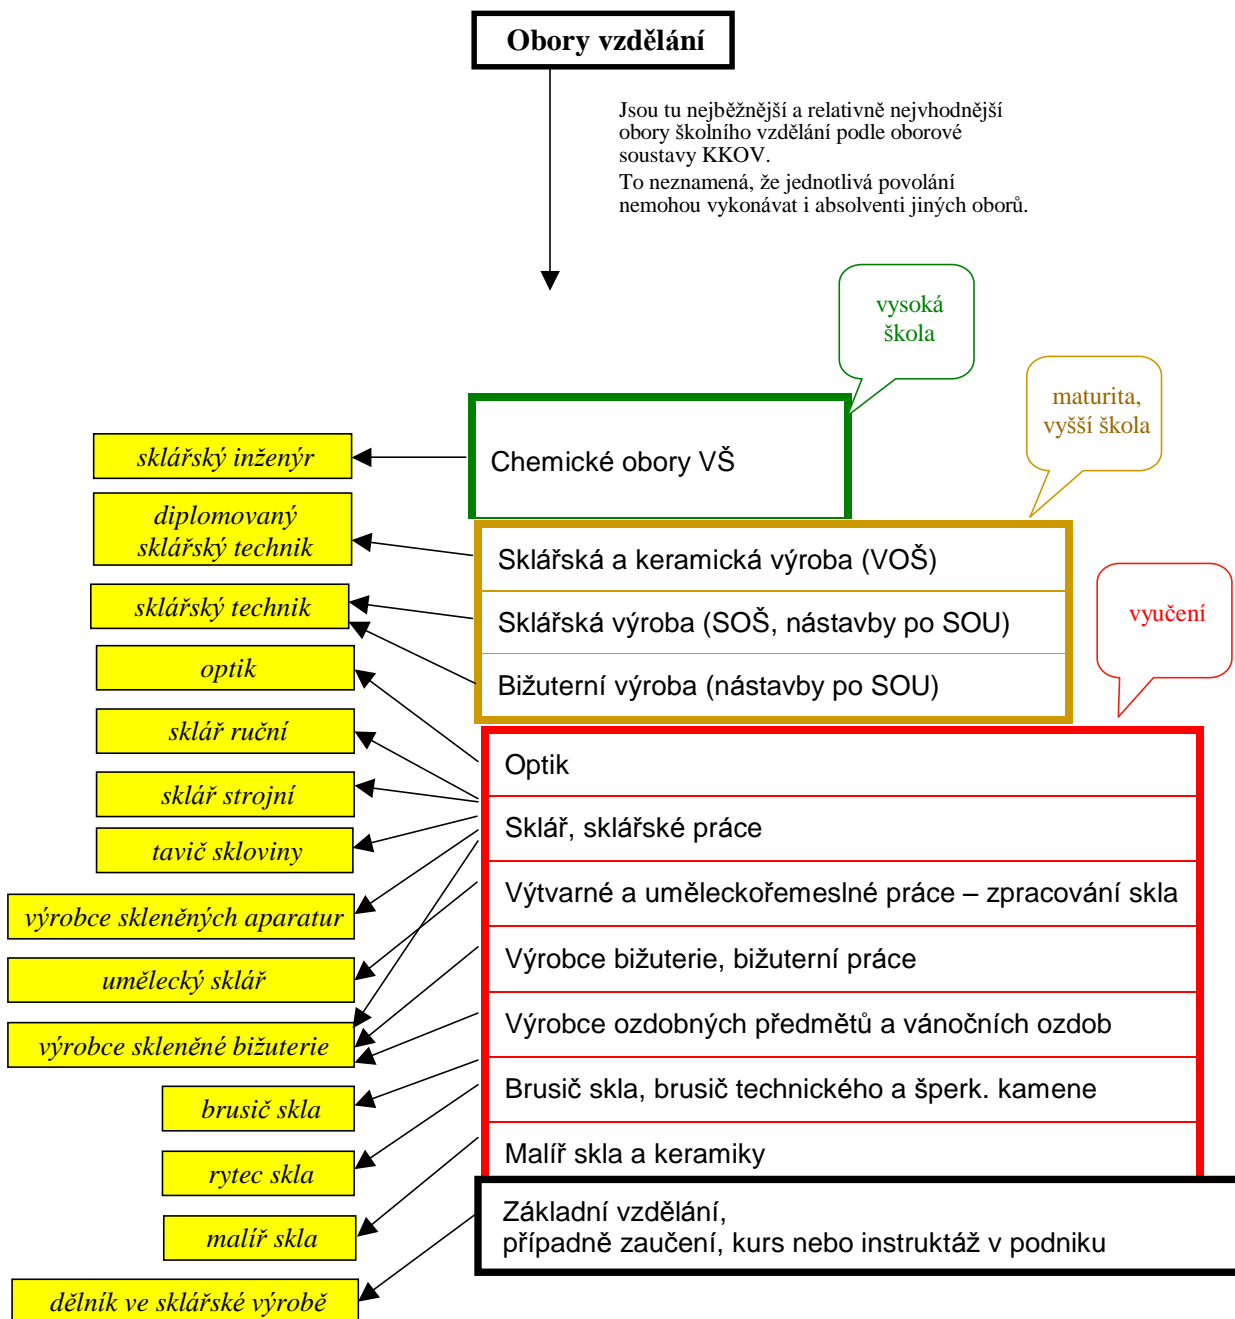 Obory vzdělání
Jsou tu nejběžnější a relativně nejvhodnější
obory školního vzdělání podle oborové
soustavy KKOV.
To neznamená, že jednotlivá povolání
nemohou vykonávat i absolventi jiných oborů.
vysoká
škola
maturita,
vyšší škola
sklářský inženýr
Chemické obory VŠ
diplomovaný
sklářský technik
Sklářská a keramická výroba (VOŠ)
sklářský technik
Sklářská výroba (SOŠ, nástavby po SOU)
vyučení
optik
Bižuterní výroba (nástavby po SOU)
sklář ruční
Optik
sklář strojní
Sklář, sklářské práce
tavič skloviny
Výtvarné a uměleckořemeslné práce – zpracování skla
výrobce skleněných aparatur
Výrobce bižuterie, bižuterní práce
umělecký sklář
Výrobce ozdobných předmětů a vánočních ozdob
výrobce skleněné bižuterie
Brusič skla, brusič technického a šperk. kamene
brusič skla
Malíř skla a keramiky
rytec skla
Základní vzdělání,
případně zaučení, kurs nebo instruktáž v podniku
malíř skla
dělník ve sklářské výrobě